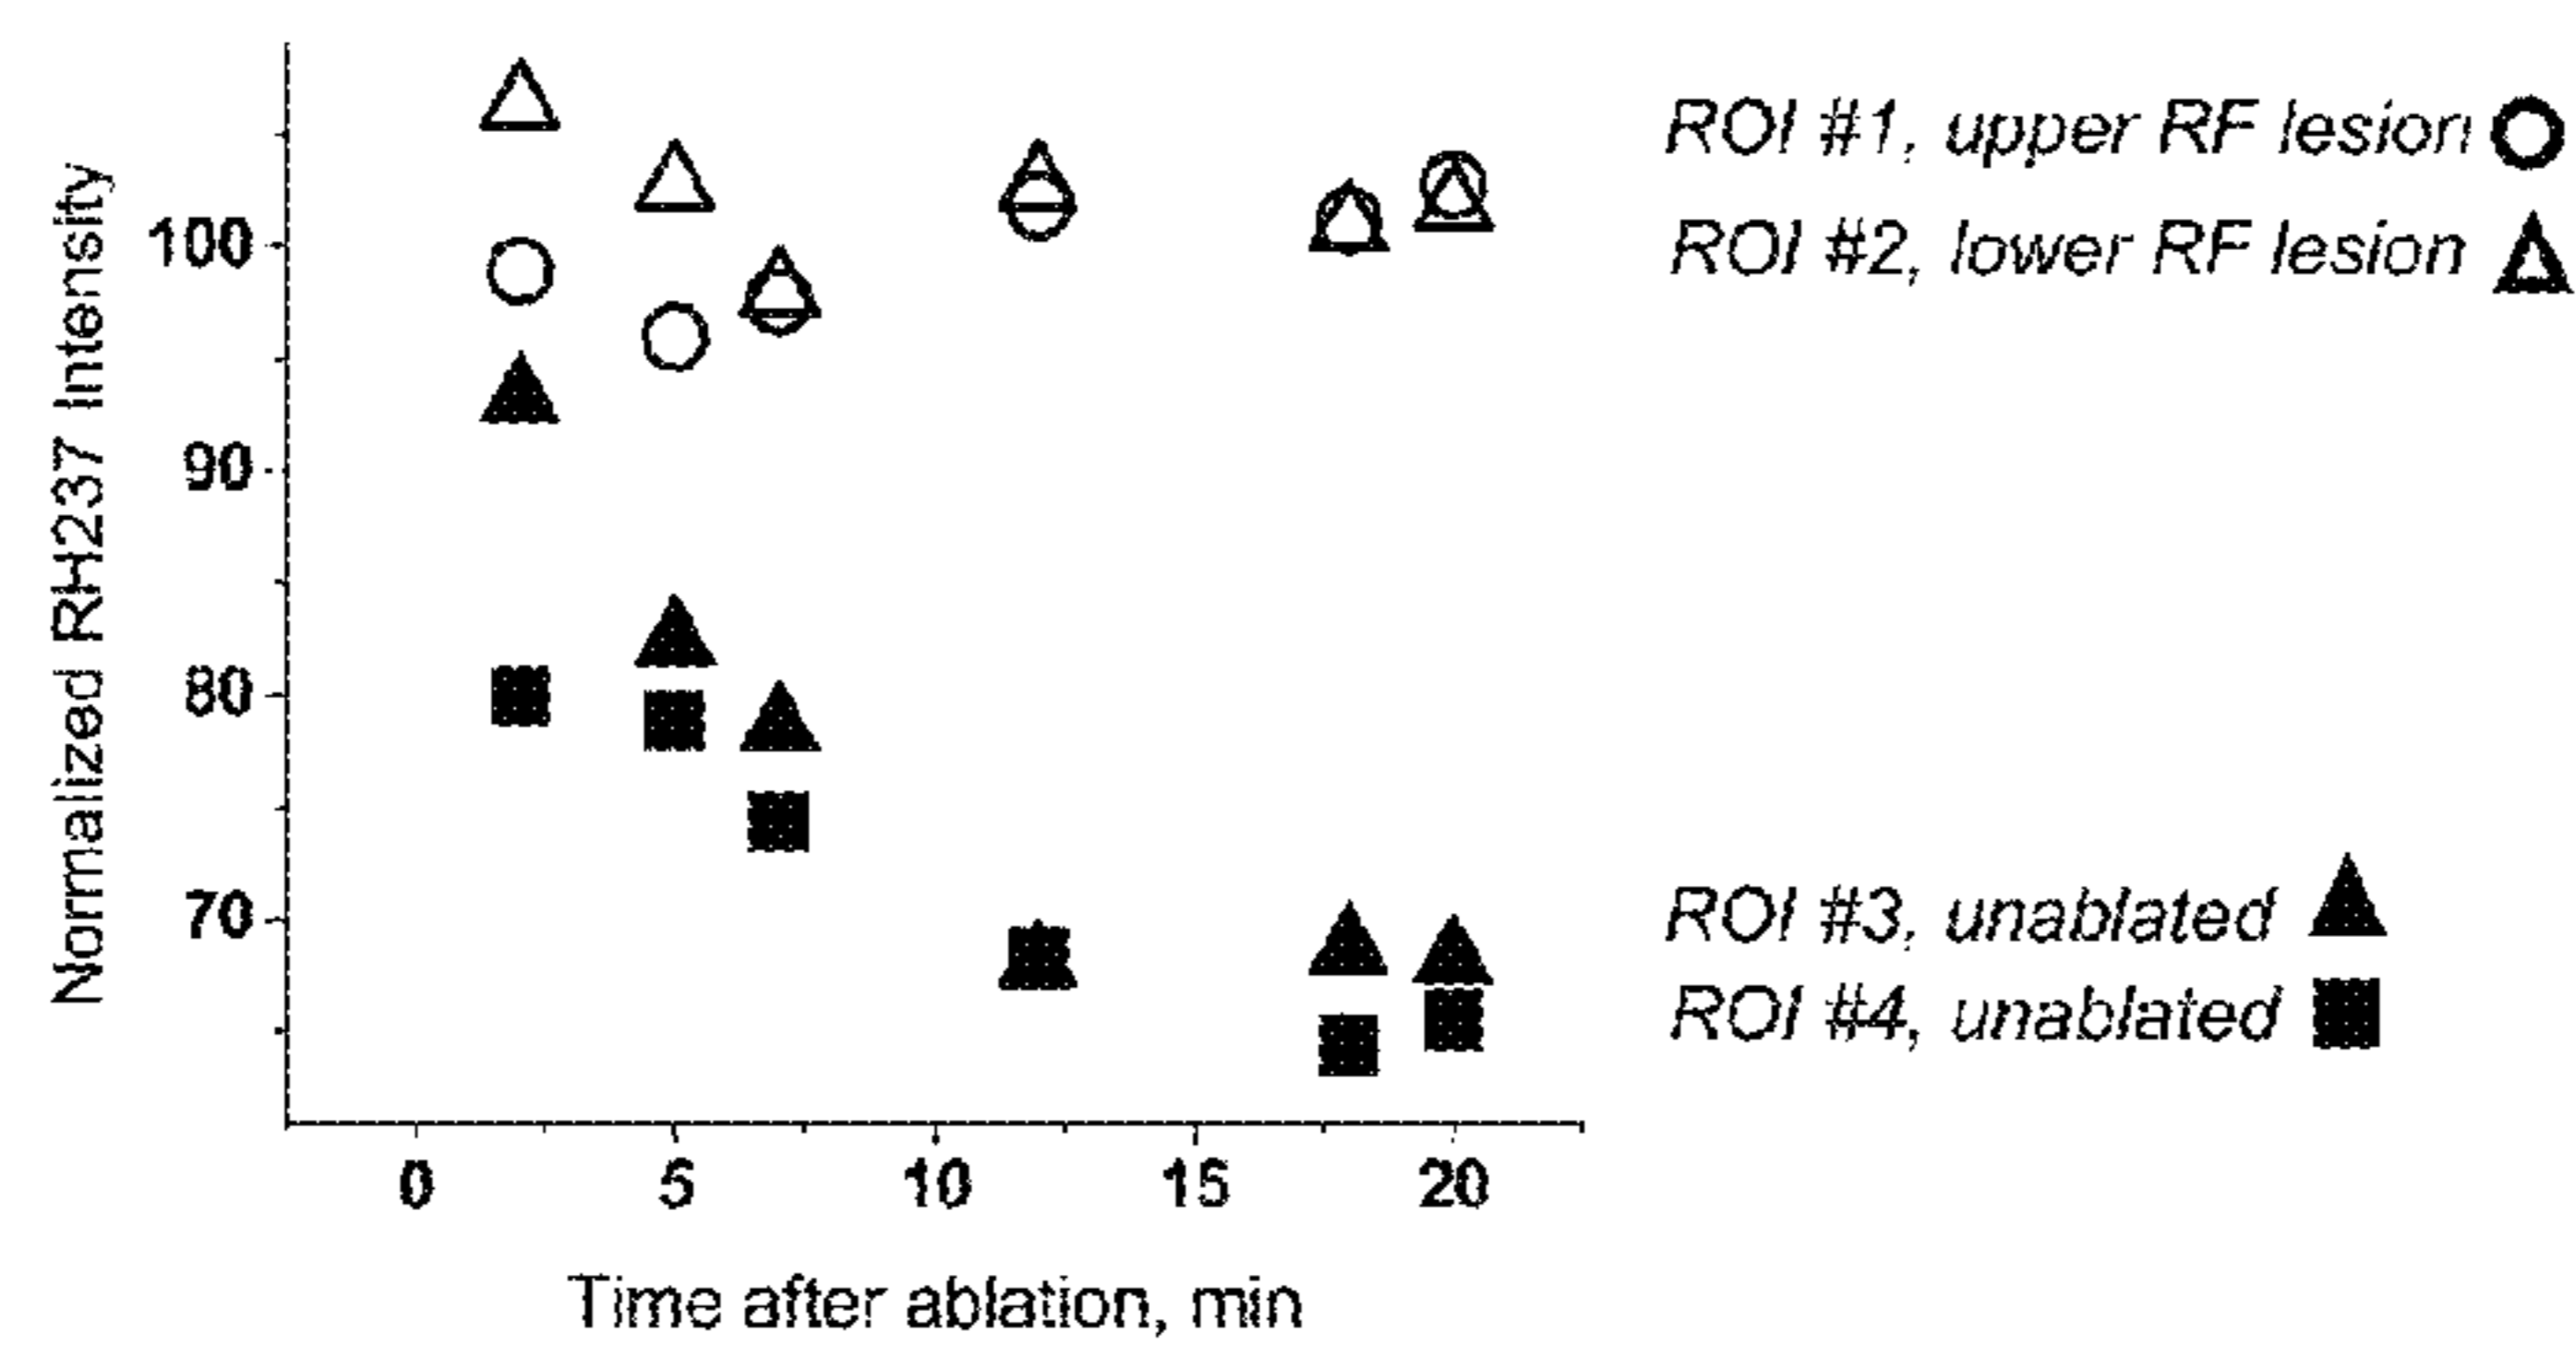 Normalized RH237 Intensity
100
90
80
70
0 5 10 15 20
Time after ablation, min
ROI #1, upper RF lesion
ROI #2, lower RF lesion
ROI #3, unablated
ROI #4, unablated